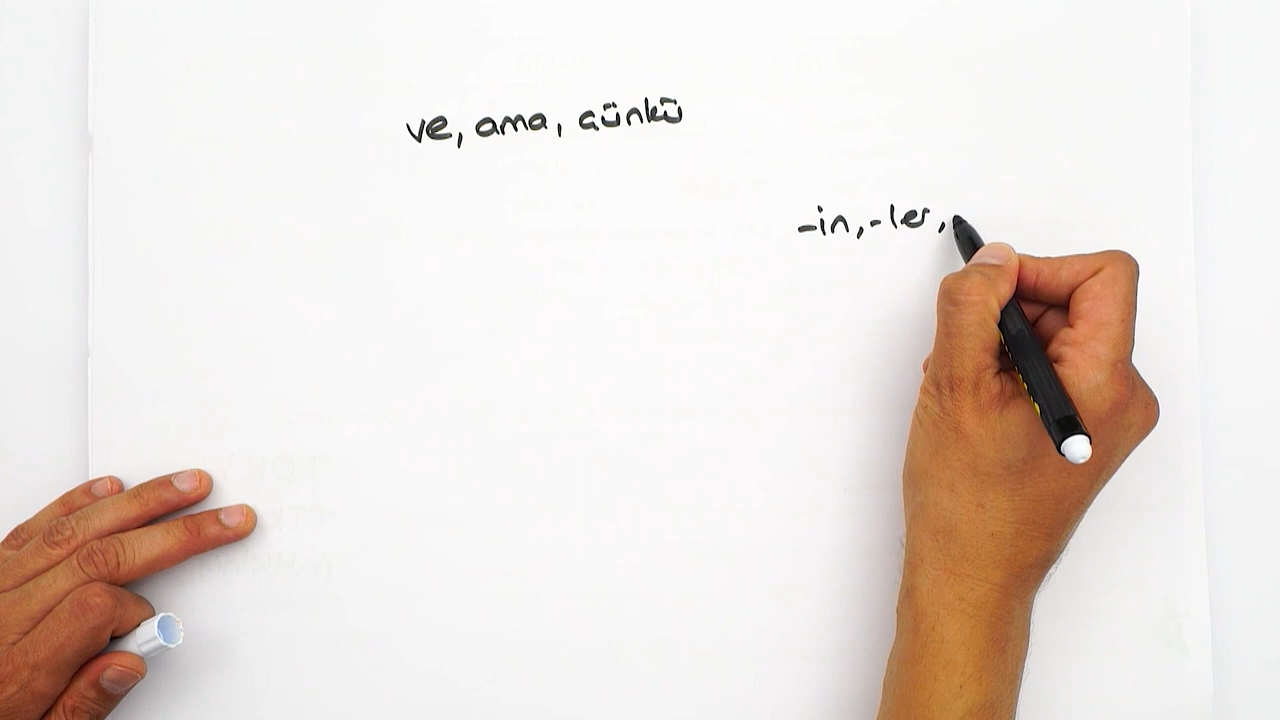 ve, ama, çünkü
-in, -ler,